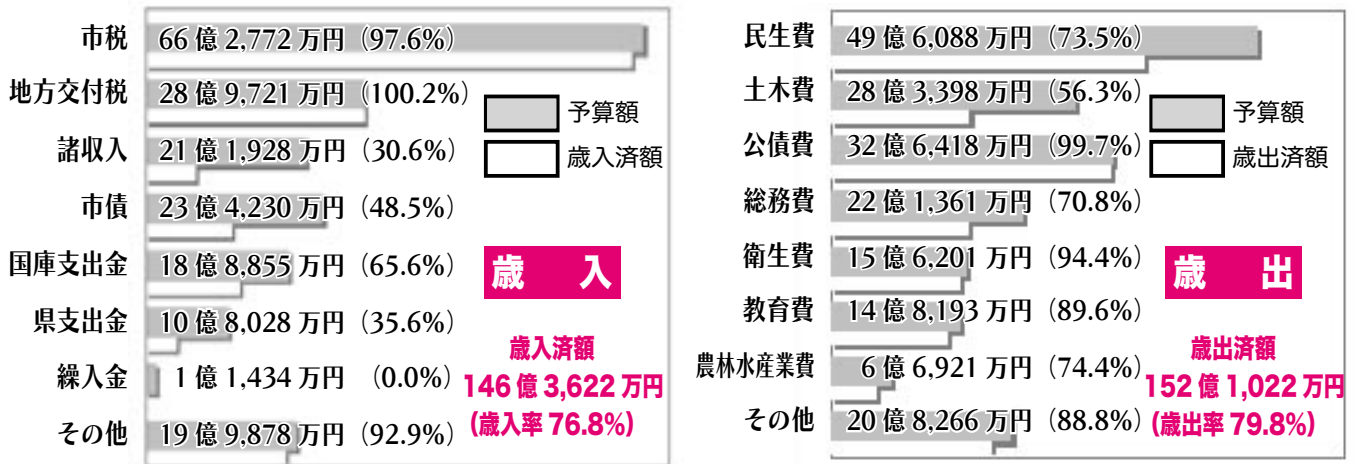 市税 66億2,772万円（97.6%）
地方交付税 28億9,721万円（100.2%）
諸収入 21億1,928万円（30.6%）
市債 23億4,230万円（48.5%）
国庫支出金 18億8,855万円（65.6%）
県支出金 10億8,028万円（35.6%）
繰入金 1億1,434万円（0.0%）
その他 19億9,878万円（92.9%）
予算額
歳入済額
歳入
歳入済額
146億3,622万円
(歳入率76.8%)
民生費 49億6,088万円（73.5%）
土木費 28億3,398万円（56.3%）
公債費 32億6,418万円（99.7%）
総務費 22億1,361万円（70.8%）
衛生費 15億6,201万円（94.4%）
教育費 14億8,193万円（89.6%）
農林水産業費 6億6,921万円（74.4%）
その他 20億8,266万円（88.8%）
予算額
歳出済額
歳出
歳出済額
152億1,022万円
(歳出率79.8%)